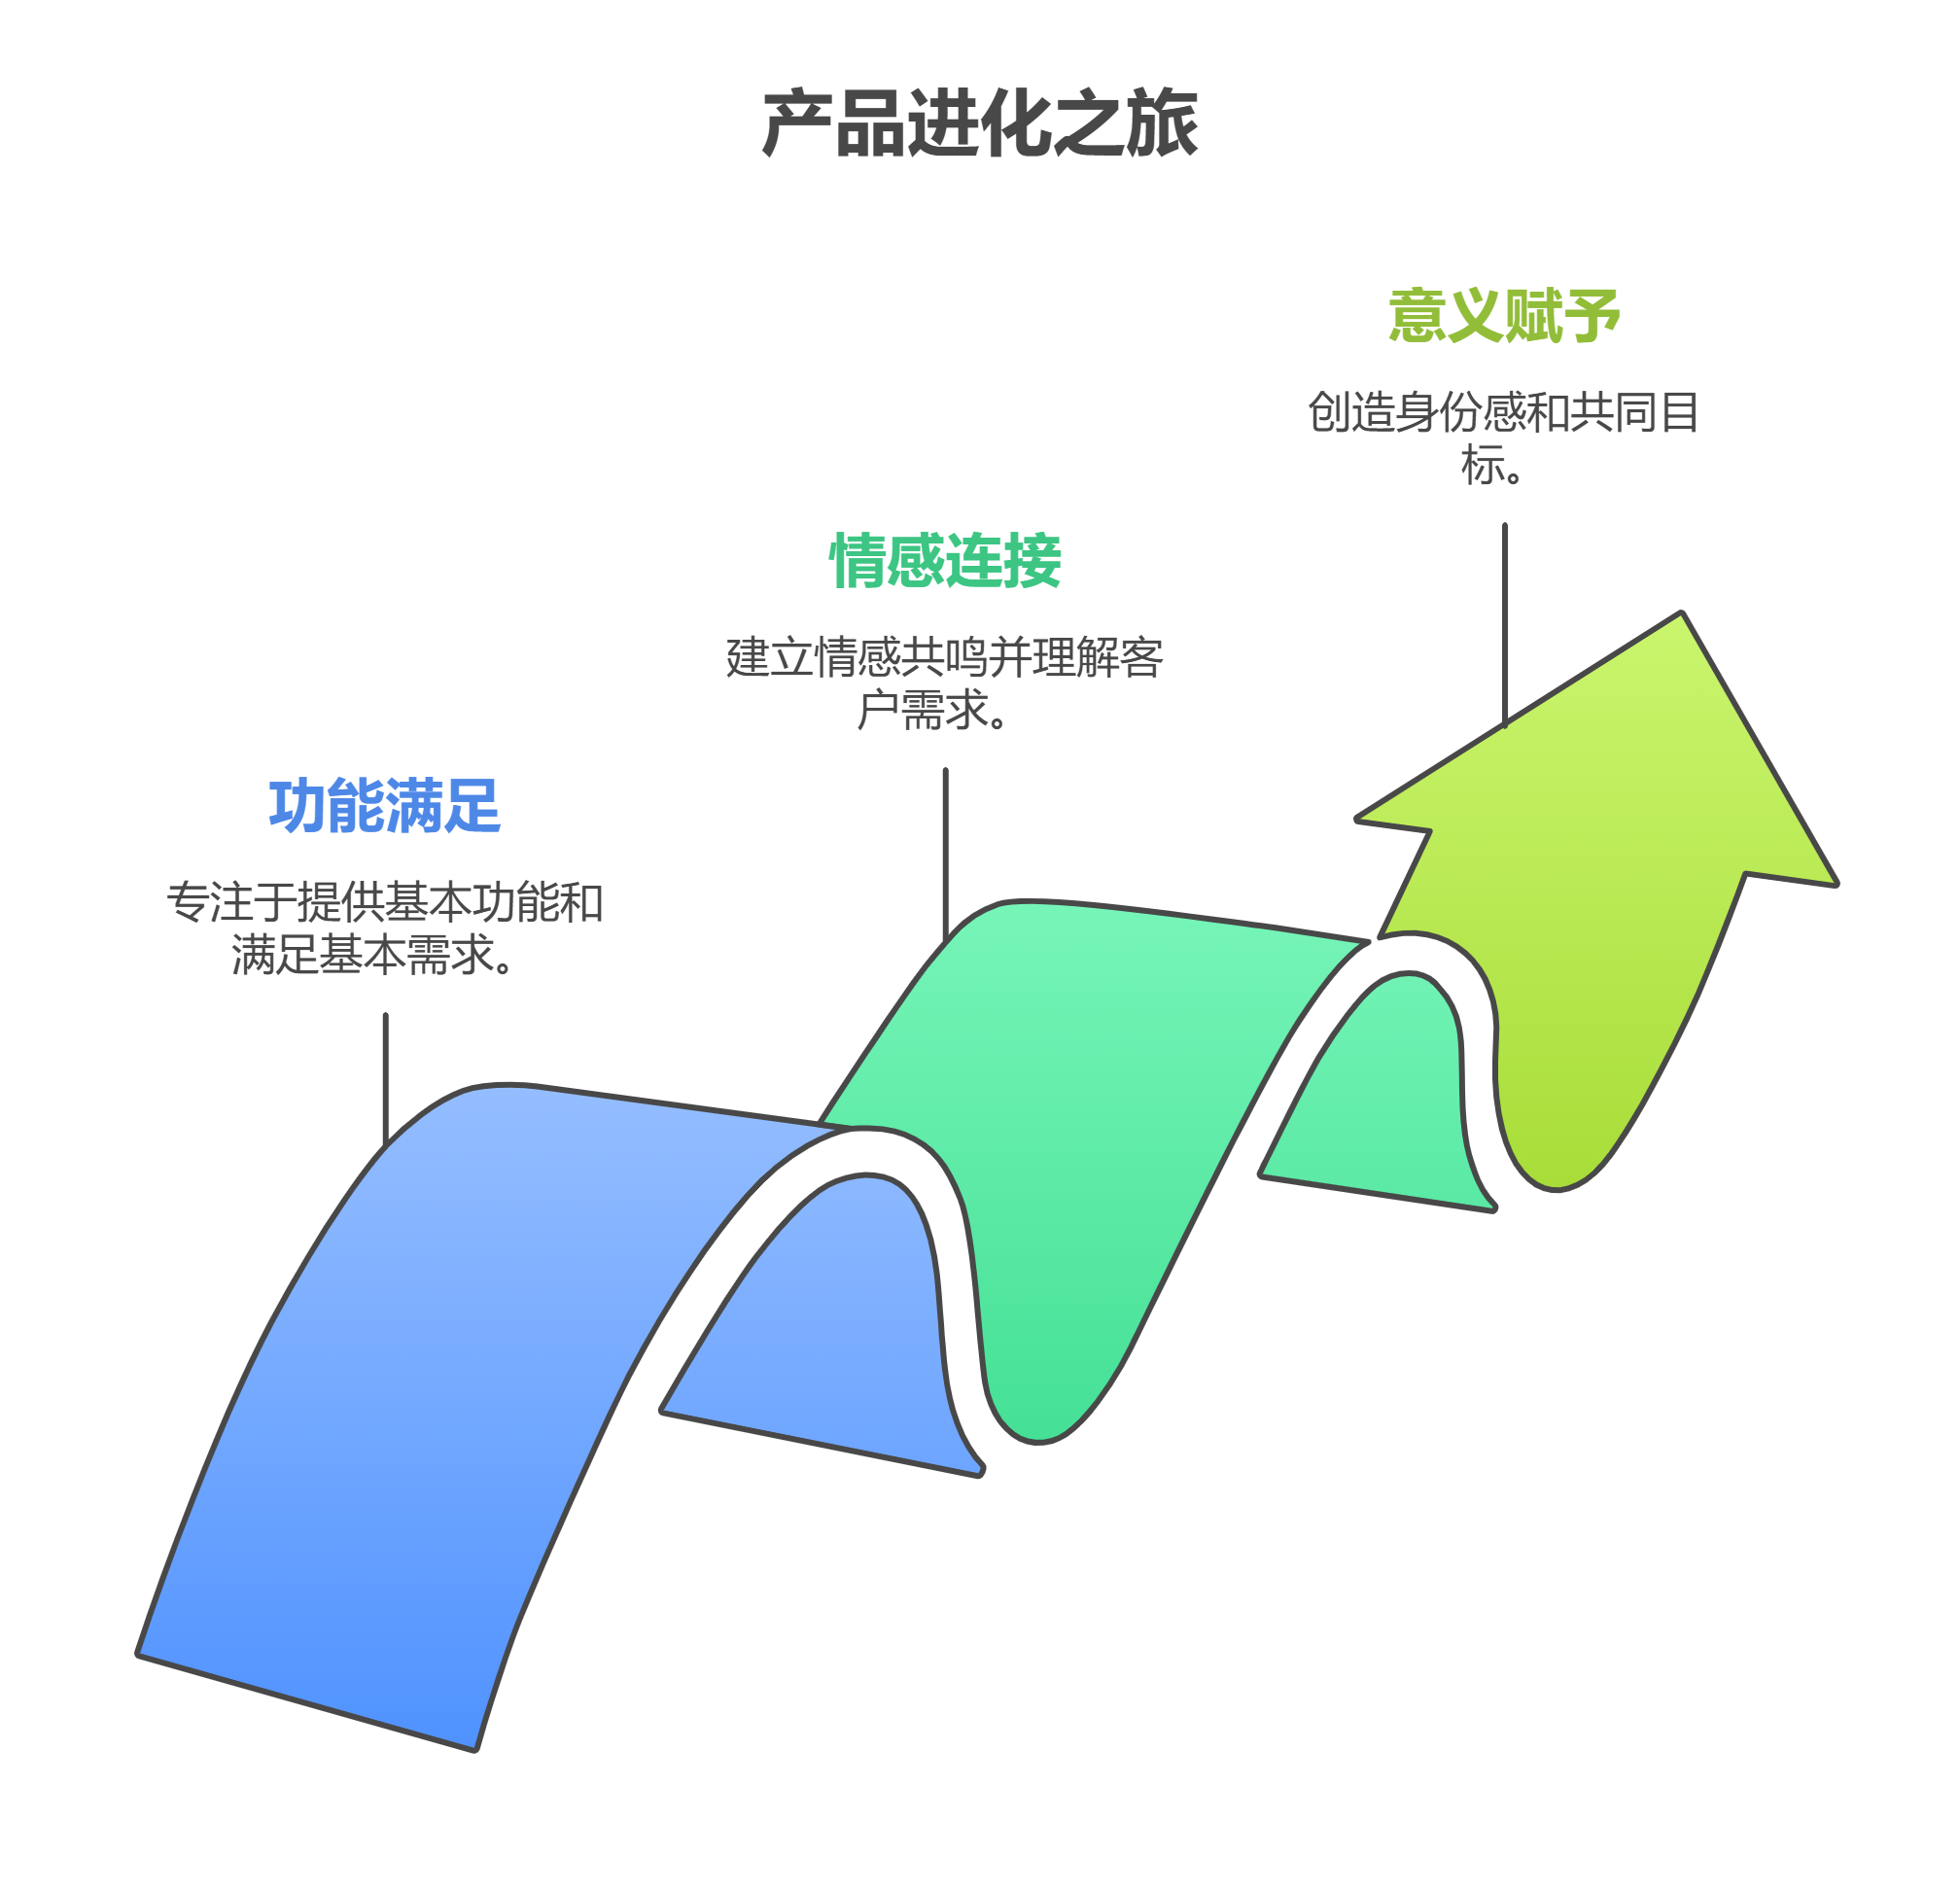 产品进化之旅
意义赋予
创造身份感和共同目
标。
情感连接
建立情感共鸣并理解客
户需求。
功能满足
专注于提供基本功能和
满足基本需求。